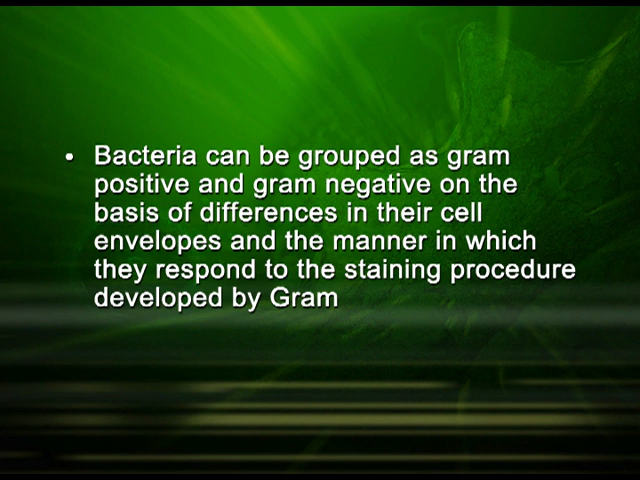 • Bacteria can be grouped as gram
positive and gram negative on the
basis of differences in their cell
envelopes and the manner in which
they respond to the staining procedure
developed by Gram